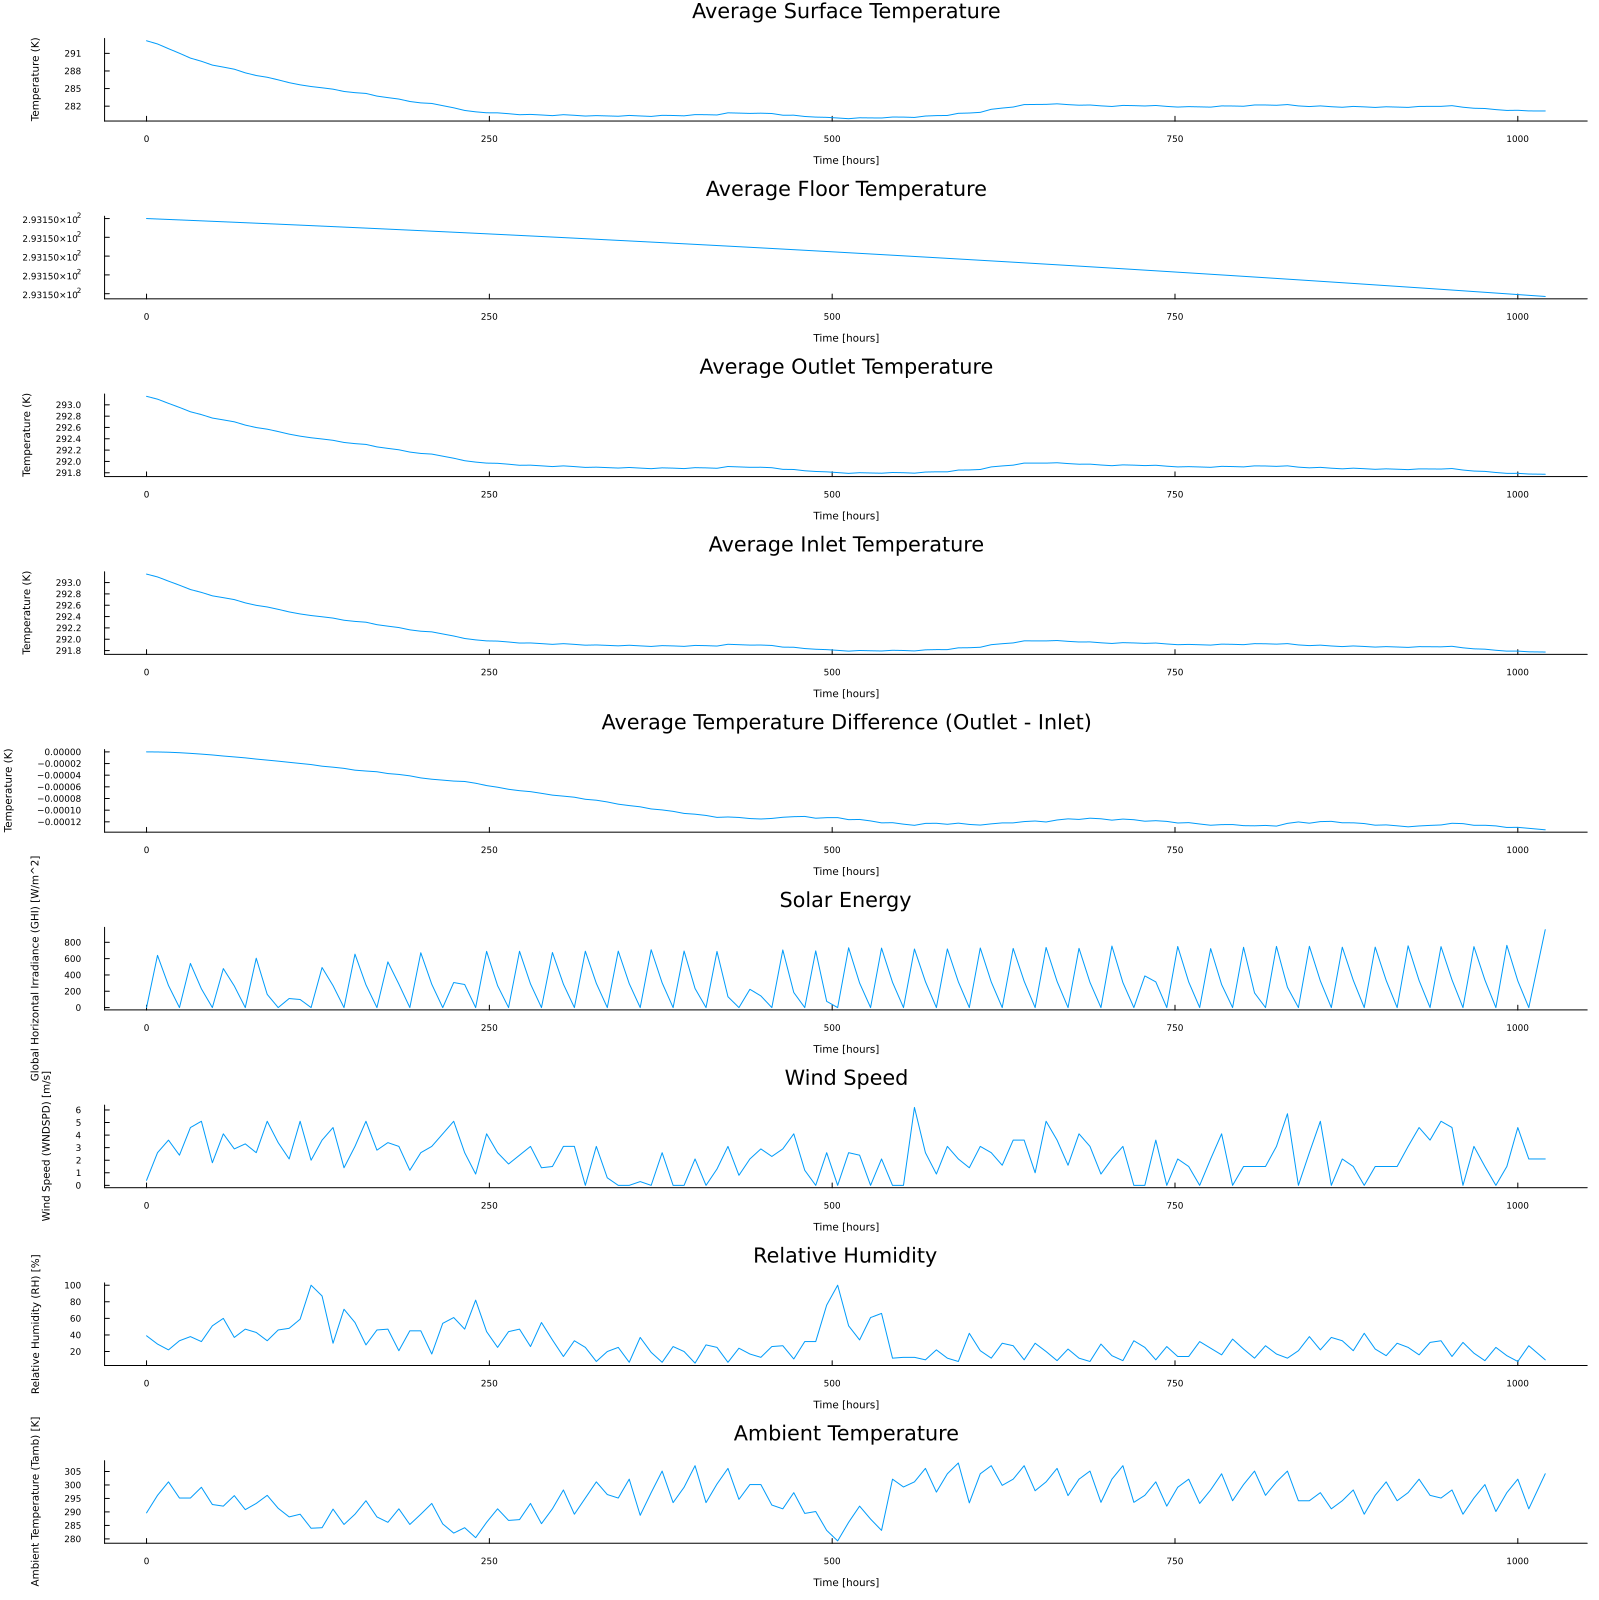 Average Surface Temperature
Temperature (K)
291
288
285
282
0 250 500 750 1000
Time [hours]
Average Floor Temperature
2.93150×10²
2.93150×10²
2.93150×10²
2.93150×10²
2.93150×10²
0 250 500 750 1000
Time [hours]
Average Outlet Temperature
Temperature (K)
293.0
292.8
292.6
292.4
292.2
292.0
291.8
0 250 500 750 1000
Time [hours]
Average Inlet Temperature
Temperature (K)
293.0
292.8
292.6
292.4
292.2
292.0
291.8
0 250 500 750 1000
Time [hours]
Average Temperature Difference (Outlet - Inlet)
Temperature (K)
0.00000
−0.00002
−0.00004
−0.00006
−0.00008
−0.00010
−0.00012
0 250 500 750 1000
Time [hours]
Solar Energy
Global Horizontal Irradiance (GHI) [W/m^2]
800
600
400
200
0
0 250 500 750 1000
Time [hours]
Wind Speed
Wind Speed (WNDSPD) [m/s]
6
5
4
3
2
1
0
0 250 500 750 1000
Time [hours]
Relative Humidity
Relative Humidity (RH) [%]
100
80
60
40
20
0 250 500 750 1000
Time [hours]
Ambient Temperature
Ambient Temperature (Tamb) [K]
305
300
295
290
285
280
0 250 500 750 1000
Time [hours]